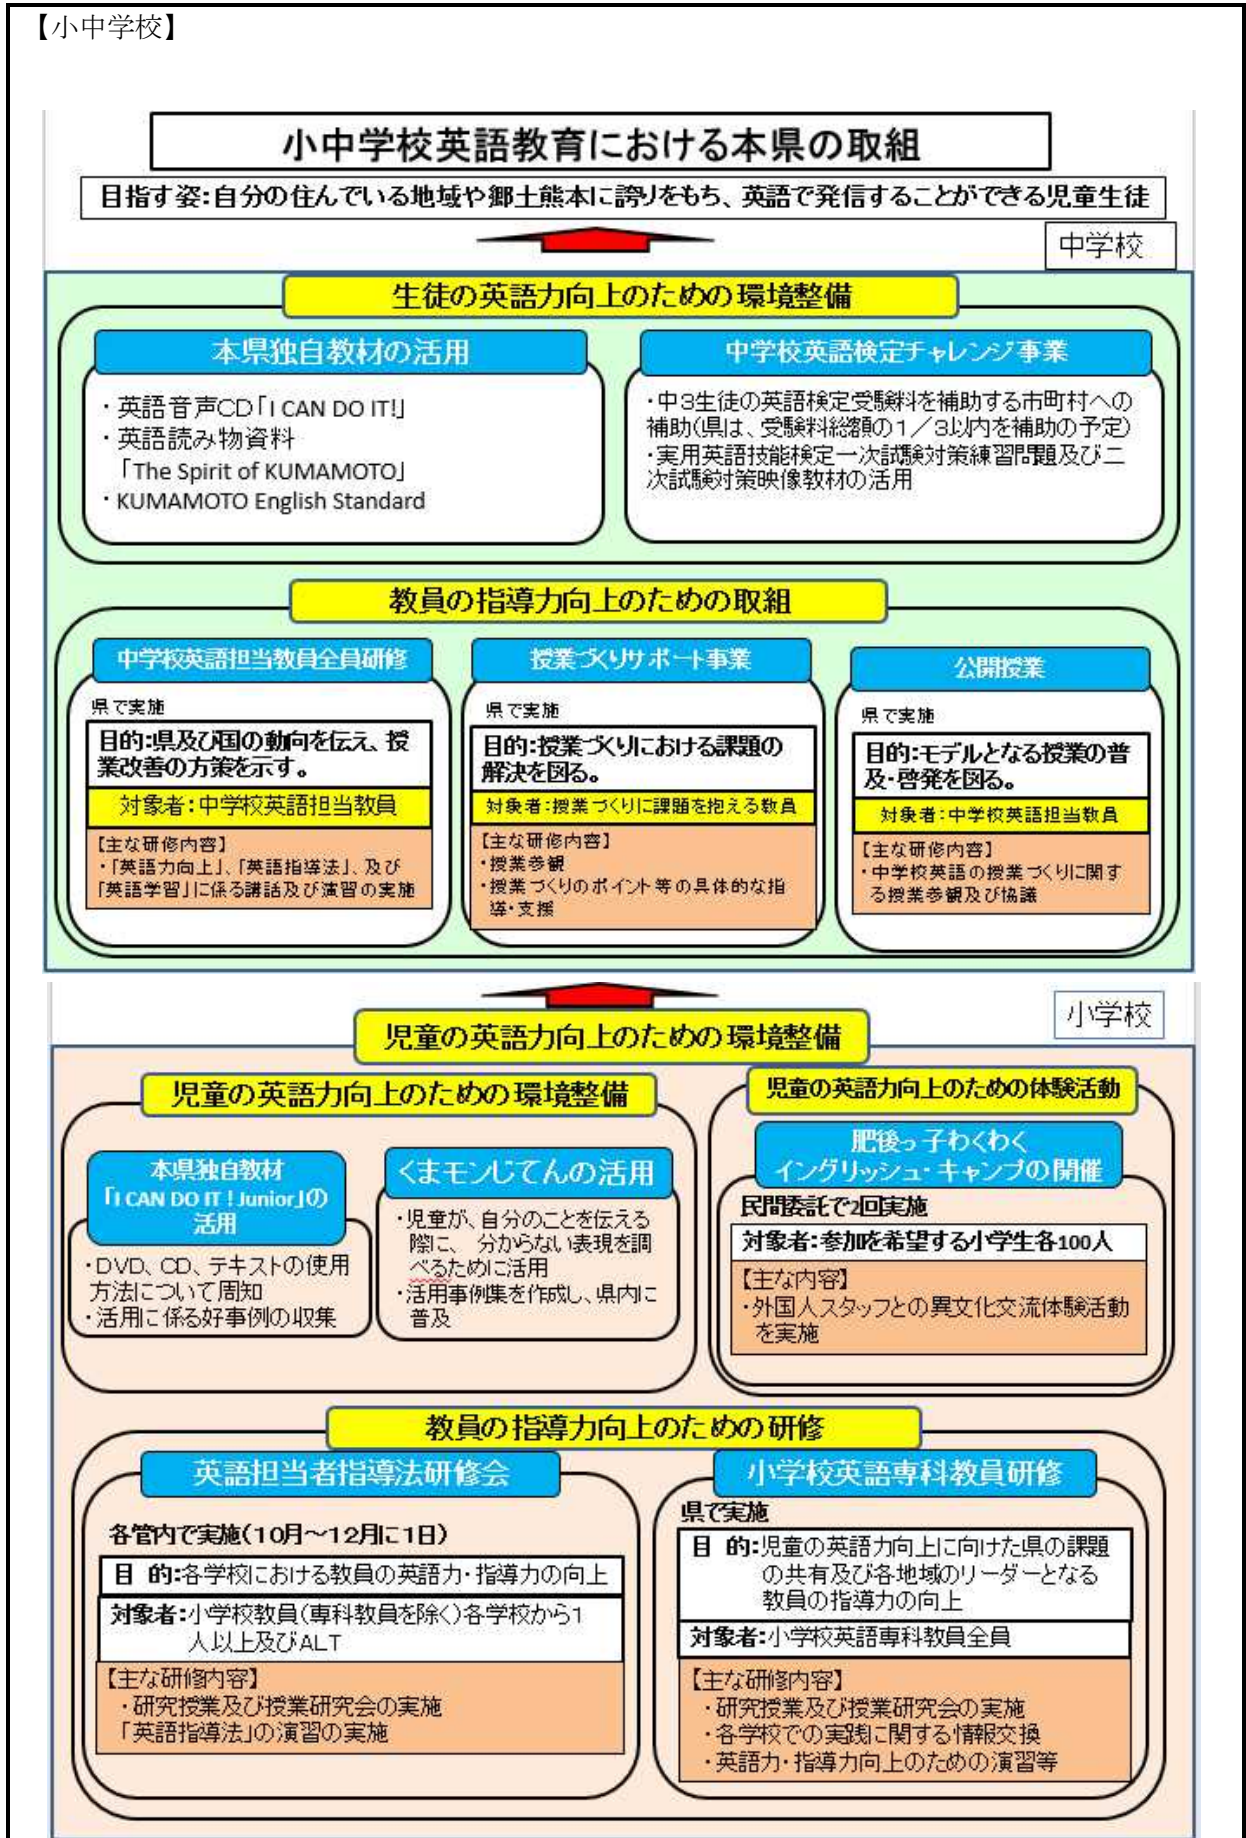 【小中学校】
小中学校英語教育における本県の取組
目指す姿:自分の住んでいる地域や郷土熊本に誇りをもち、英語で発信することができる児童生徒
中学校
生徒の英語力向上のための環境整備
本県独自教材の活用
・英語音声CD「I CAN DO IT!」
・英語読み物資料
「The Spirit of KUMAMOTO」
・KUMAMOTO English Standard
中学校英語検定チャレンジ事業
・中3生徒の英語検定受験料を補助する市町村への
補助(県は、受験料総額の1/3以内を補助の予定)
・実用英語技能検定一次試験対策練習問題及び二
次試験対策映像教材の活用
教員の指導力向上のための取組
中学校英語担当教員全員研修
県で実施
目的:県及び国の動向を伝え、授
業改善の方策を示す。
対象者:中学校英語担当教員
【主な研修内容】
・「英語力向上」、「英語指導法」、及び
「英語学習」に係る講話及び演習の実施
授業づくりサポート事業
県で実施
目的:授業づくりにおける課題の
解決を図る。
対象者:授業づくりに課題を抱える教員
【主な研修内容】
・授業参観
・授業づくりのポイント等の具体的な指
導・支援
公開授業
県で実施
目的:モデルとなる授業の普
及・啓発を図る。
対象者:中学校英語担当教員
【主な研修内容】
・中学校英語の授業づくりに関す
る授業参観及び協議
小学校
児童の英語力向上のための環境整備
児童の英語力向上のための環境整備
本県独自教材
「I CAN DO IT ! Junior」の
活用
・DVD、CD、テキストの使用
方法について周知
・活用に係る好事例の収集
くまモンじてんの活用
・児童が、自分のことを伝える
際に、 分からない表現を調
べるために活用
・活用事例集を作成し、県内に
普及
児童の英語力向上のための体験活動
肥後っ子わくわく
イングリッシュ・キャンプの開催
民間委託で2回実施
対象者:参加を希望する小学生各100人
【主な内容】
・外国人スタッフとの異文化交流体験活動
を実施
教員の指導力向上のための研修
英語担当者指導法研修会
各管内で実施(10月～12月に1日)
目 的:各学校における教員の英語力・指導力の向上
対象者:小学校教員(専科教員を除く)各学校から1
人以上及びALT
【主な研修内容】
・研究授業及び授業研究会の実施
「英語指導法」の演習の実施
小学校英語専科教員研修
県で実施
目 的:児童の英語力向上に向けた県の課題
の共有及び各地域のリーダーとなる
教員の指導力の向上
対象者:小学校英語専科教員全員
【主な研修内容】
・研究授業及び授業研究会の実施
・各学校での実践に関する情報交換
・英語力・指導力向上のための演習等